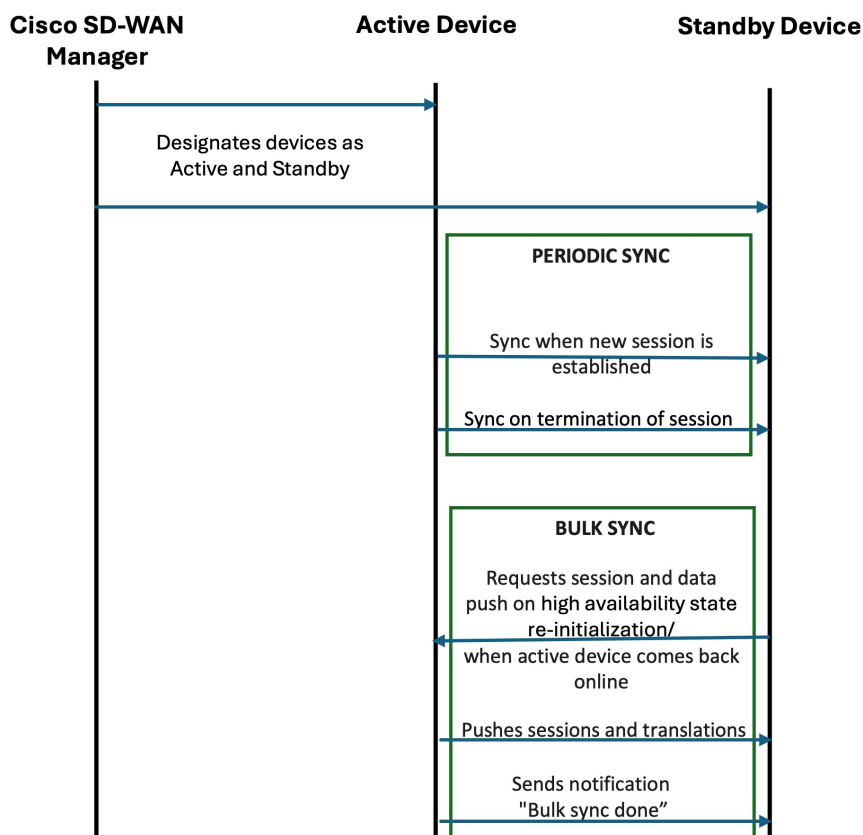 Cisco SD-WAN
Manager
Active Device
Standby Device
Designates devices as
Active and Standby
PERIODIC SYNC
Sync when new session is
established
Sync on termination of session
BULK SYNC
Requests session and data
push on high availability state
re-initialization/
when active device comes back
online
Pushes sessions and translations
Sends notification
"Bulk sync done”